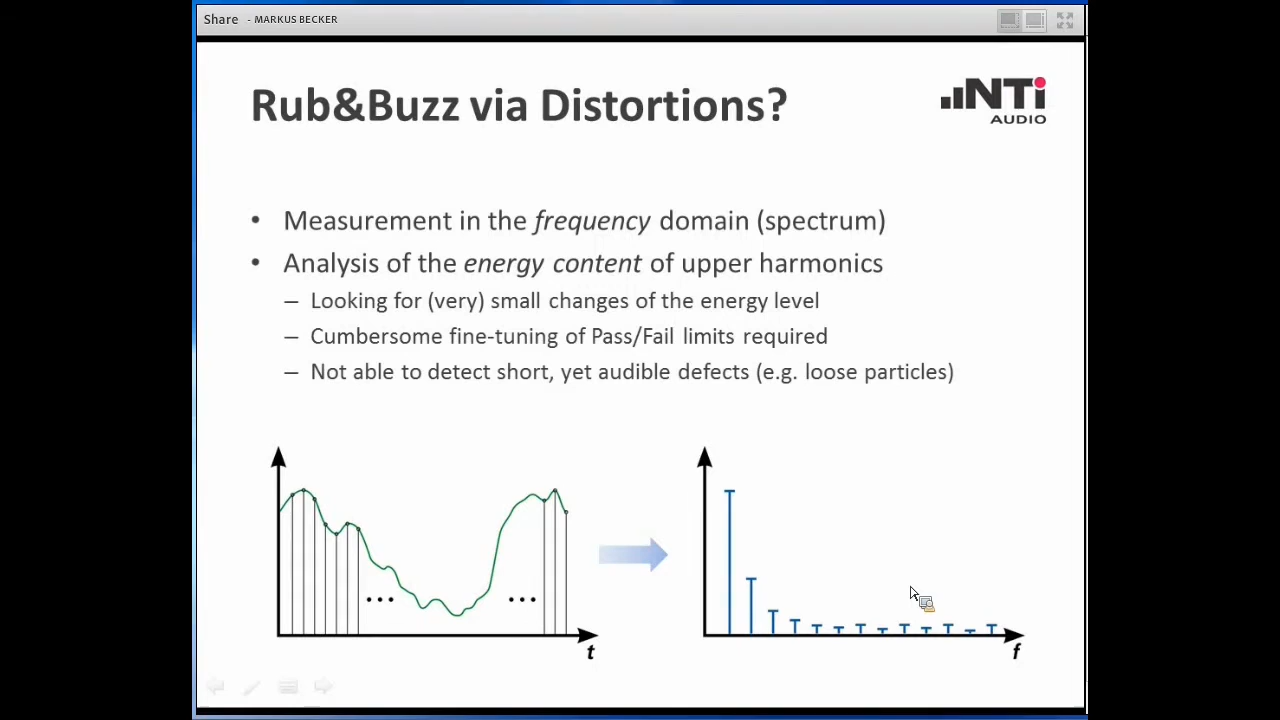 Share - MARKUS BECKER
Rub&Buzz via Distortions?
NTi
AUDIO
• Measurement in the frequency domain (spectrum)
• Analysis of the energy content of upper harmonics
– Looking for (very) small changes of the energy level
– Cumbersome fine-tuning of Pass/Fail limits required
– Not able to detect short, yet audible defects (e.g. loose particles)
... ...
t
f